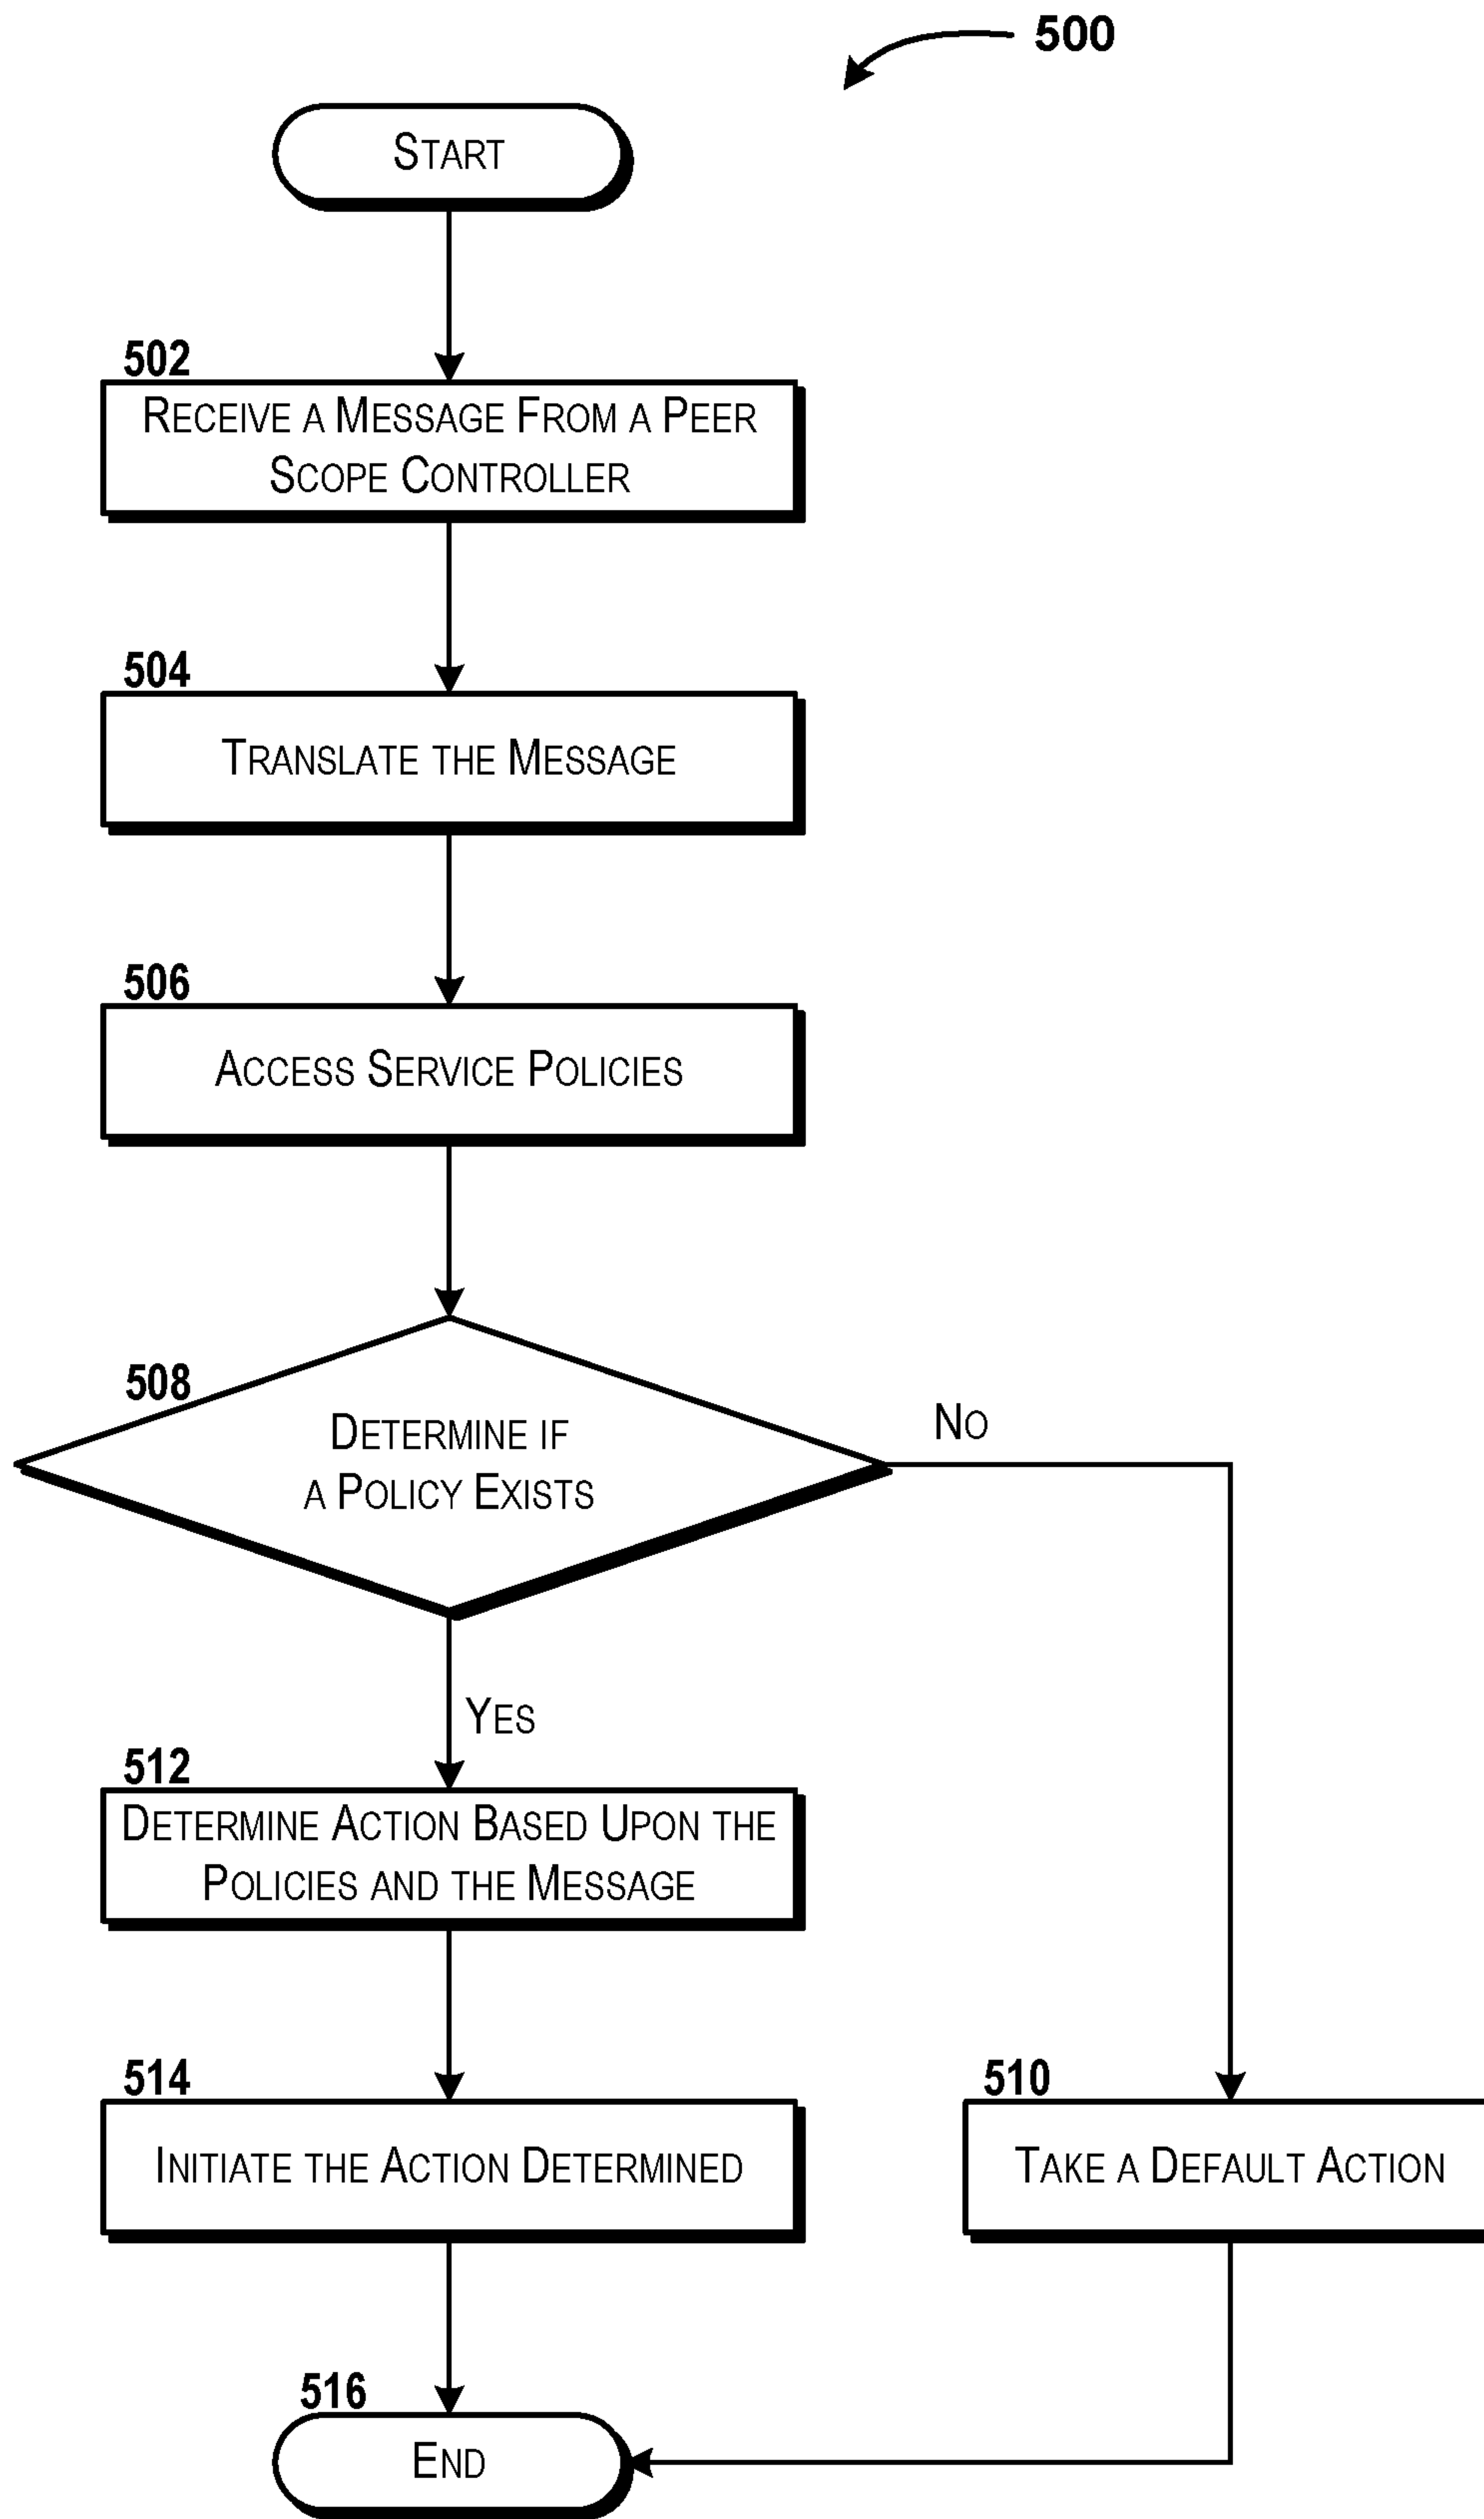 500
START
502
RECEIVE A MESSAGE FROM A PEER
SCOPE CONTROLLER
504
TRANSLATE THE MESSAGE
506
ACCESS SERVICE POLICIES
508
DETERMINE IF
A POLICY EXISTS
NO
YES
512
DETERMINE ACTION BASED UPON THE
POLICIES AND THE MESSAGE
514
INITIATE THE ACTION DETERMINED
510
TAKE A DEFAULT ACTION
516
END